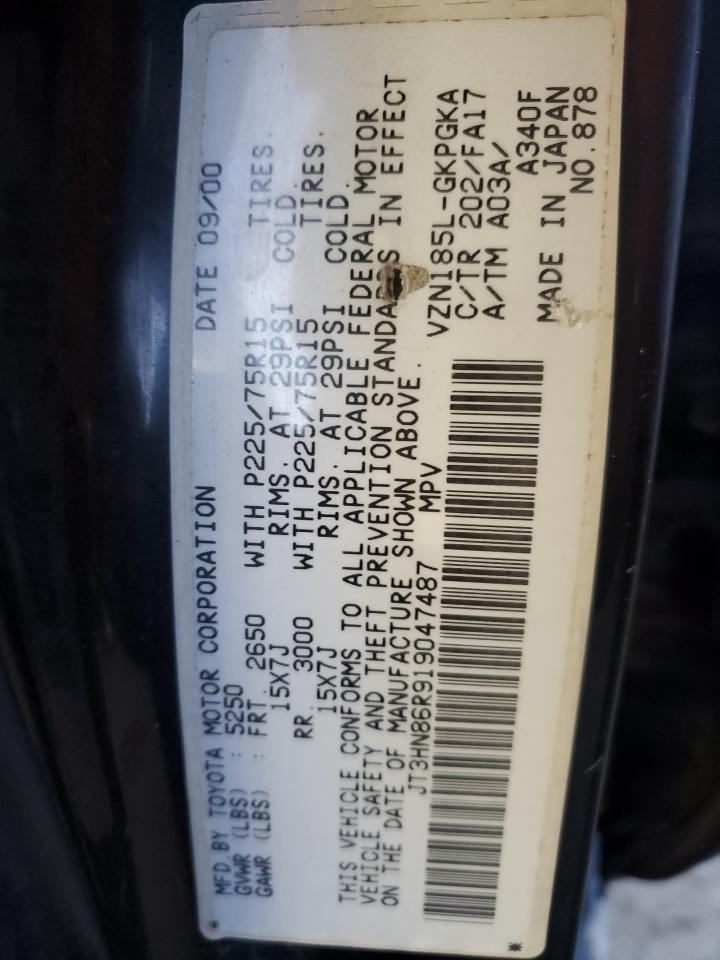 MFD. BY TOYOTA MOTOR CORPORATION DATE 09/00
GVWR (LBS) : 5250
GAWR (LBS) : FRT. 2650 WITH P225/75R15 TIRES.
15X7J RIMS. AT 29PSI COLD.
RR. 3000 WITH P225/75R15 TIRES.
15X7J RIMS. AT 29PSI COLD.
THIS VEHICLE CONFORMS TO ALL APPLICABLE FEDERAL MOTOR
VEHICLE SAFETY AND THEFT PREVENTION STANDARDS IN EFFECT
ON THE DATE OF MANUFACTURE SHOWN ABOVE.
JT3HN86R919047487 MPV
VZN185L-GKPGKA
C/TR 202/FA17
A/TM A03A/
A340F
MADE IN JAPAN
NO.878
* *